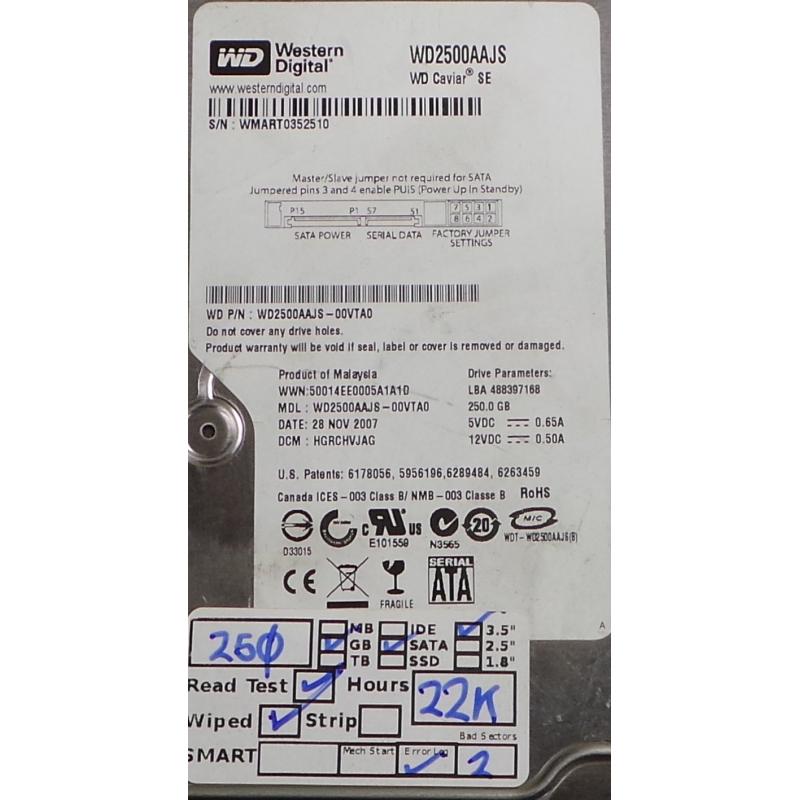 WD Western Digital®
WD2500AAJS
WD Caviar® SE
www.westerndigital.com
S/N : WMART0352510
Master/Slave jumper not required for SATA
Jumpered pins 3 and 4 enable PUIS (Power Up In Standby)
P15 P1 S7 S1 7 5 3 1
8 6 4 2
SATA POWER SERIAL DATA FACTORY JUMPER
SETTINGS
WD P/N : WD2500AAJS-00VTA0
Do not cover any drive holes.
Product warranty will be void if seal, label or cover is removed or damaged.
Product of Malaysia
WWN:50014EE0005A1A1D
MDL : WD2500AAJS-00VTA0
DATE: 28 NOV 2007
DCM : HGRCHVJAG
Drive Parameters:
LBA 488397168
250.0 GB
5VDC 0.65A
12VDC 0.50A
U.S. Patents: 6178056, 5956196,6289484, 6263459
Canada ICES-003 Class B/ NMB-003 Classe B RoHS
D33015
c US
E101559
N3565
20
MIC
WDT-WD2500AAJS(B)
CE
FRAGILE
SERIAL
ATA
A
250
MB IDE 3.5"
GB SATA 2.5"
TB SSD 1.8"
Read Test Hours 22K
Wiped Strip
Bad Sectors
SMART Mech Start Error Log 2